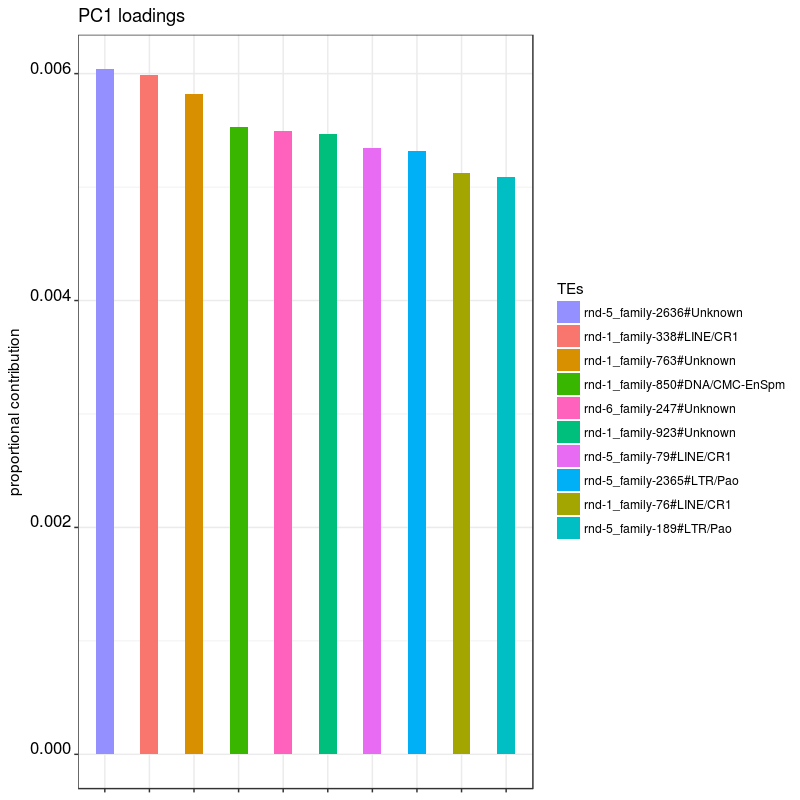 PC1 loadings
0.006
0.004
0.002
0.000
proportional contribution
TEs
rnd-5_family-2636#Unknown
rnd-1_family-338#LINE/CR1
rnd-1_family-763#Unknown
rnd-1_family-850#DNA/CMC-EnSpm
rnd-6_family-247#Unknown
rnd-1_family-923#Unknown
rnd-5_family-79#LINE/CR1
rnd-5_family-2365#LTR/Pao
rnd-1_family-76#LINE/CR1
rnd-5_family-189#LTR/Pao